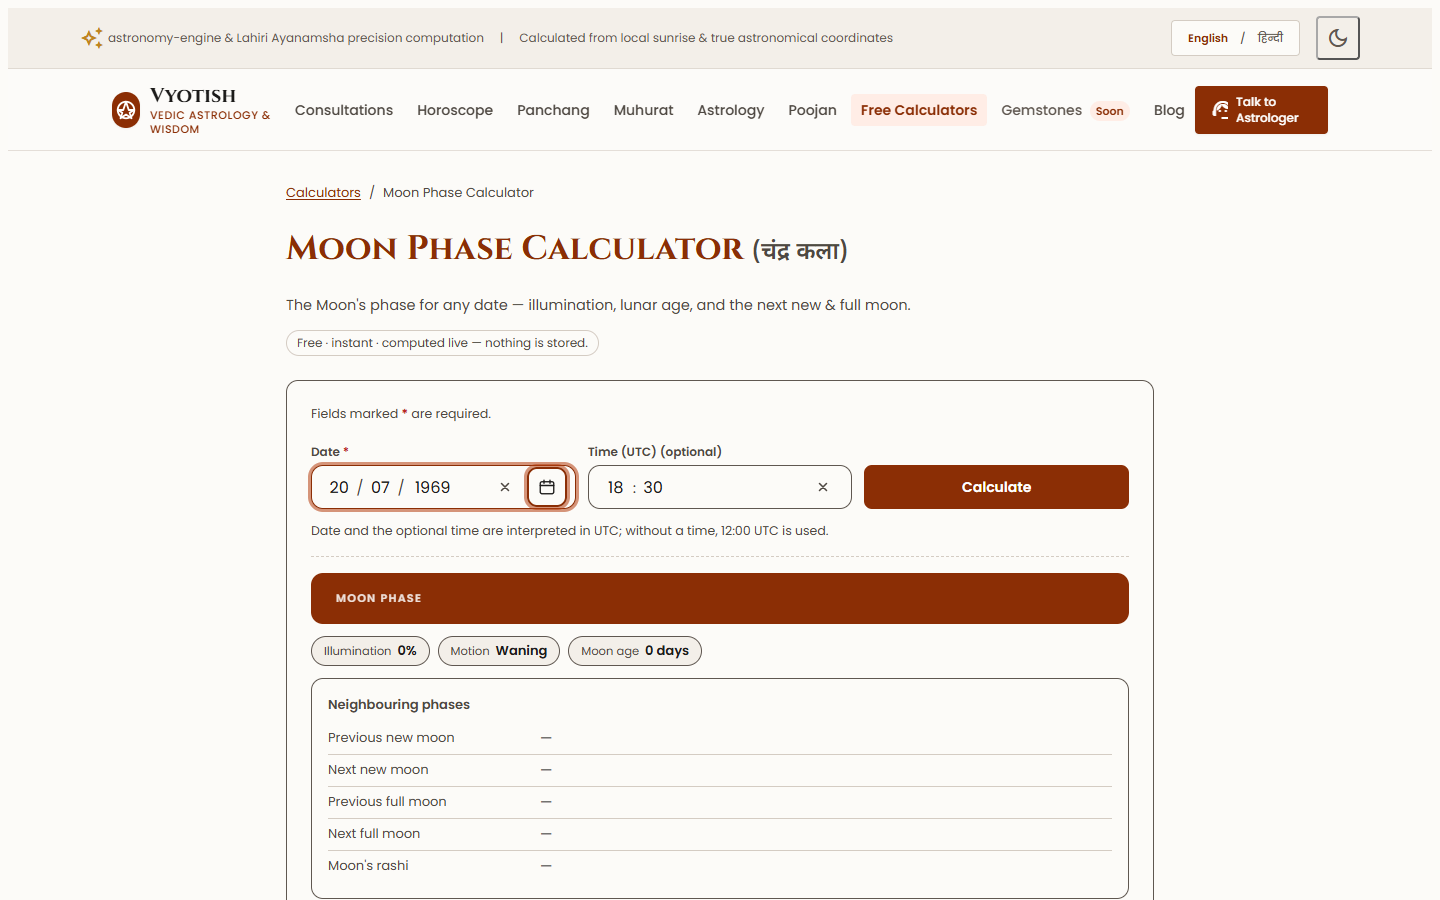 astronomy-engine & Lahiri Ayanamsha precision computation | Calculated from local sunrise & true astronomical coordinates English / हिन्दी
VYOTISH
VEDIC ASTROLOGY &
WISDOM
Consultations Horoscope Panchang Muhurat Astrology Poojan Free Calculators Gemstones Soon Blog
Talk to
Astrologer
Calculators / Moon Phase Calculator
MOON PHASE CALCULATOR (चंद्र कला)
The Moon's phase for any date — illumination, lunar age, and the next new & full moon.
Free · instant · computed live — nothing is stored.
Fields marked * are required.
Date * Time (UTC) (optional)
20 / 07 / 1969 18 : 30 Calculate
Date and the optional time are interpreted in UTC; without a time, 12:00 UTC is used.
MOON PHASE
Illumination 0% Motion Waning Moon age 0 days
Neighbouring phases
Previous new moon —
Next new moon —
Previous full moon —
Next full moon —
Moon's rashi —